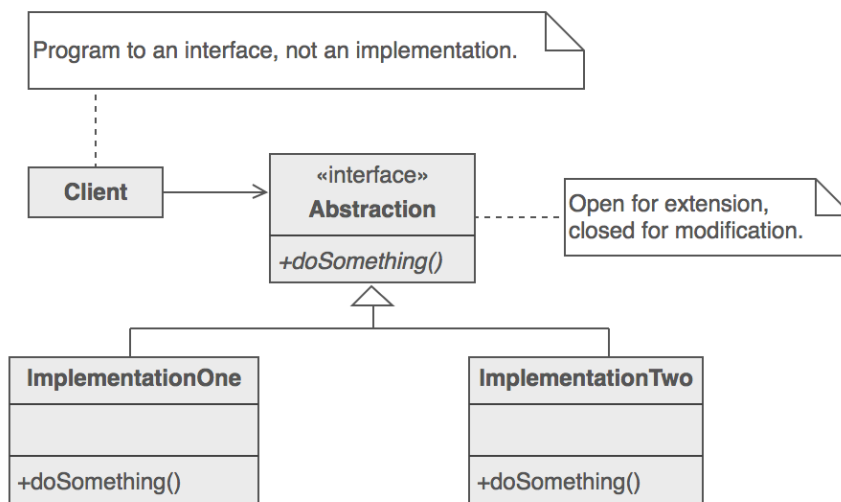 Program to an interface, not an implementation.
Client
«interface»
Abstraction
+doSomething()
Open for extension,
closed for modification.
ImplementationOne
+doSomething()
ImplementationTwo
+doSomething()